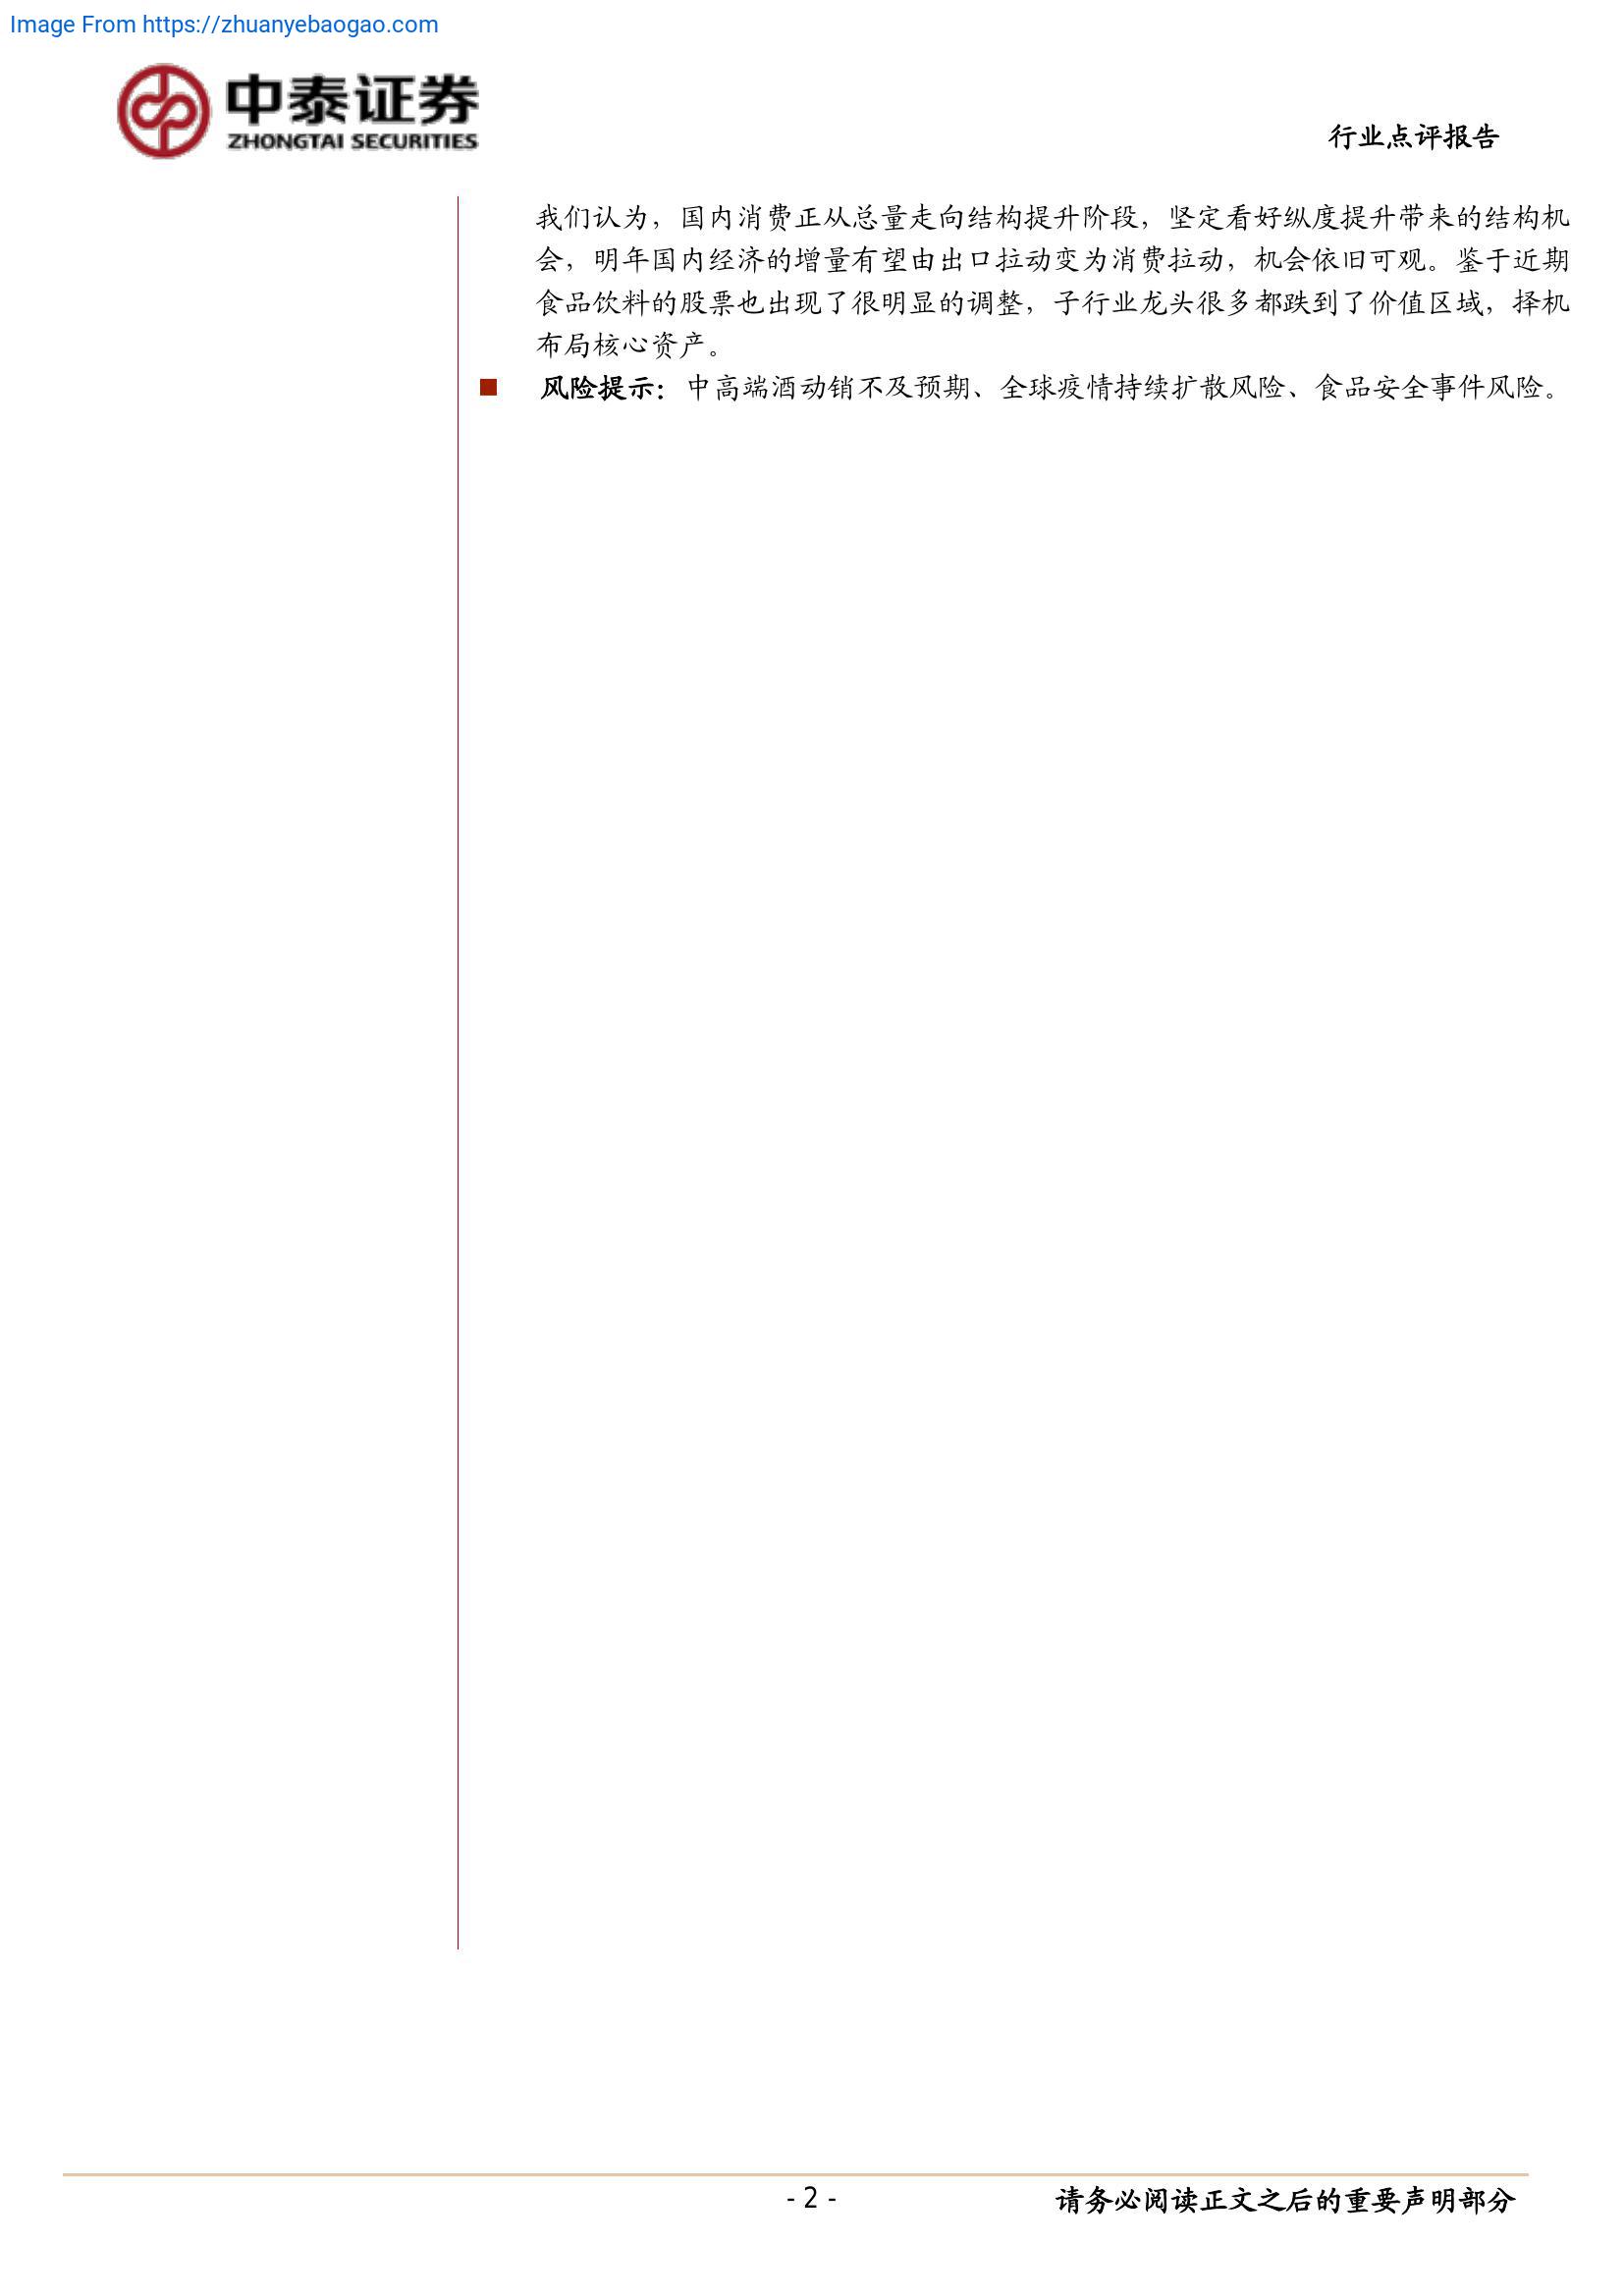 Image From https://zhuanyebaogao.com
中泰证券
ZHONGTAI SECURITIES
行业点评报告
我们认为，国内消费正从总量走向结构提升阶段，坚定看好纵度提升带来的结构机
会，明年国内经济的增量有望由出口拉动变为消费拉动，机会依旧可观。鉴于近期
食品饮料的股票也出现了很明显的调整，子行业龙头很多都跌到了价值区域，择机
布局核心资产。
■ 风险提示：中高端酒动销不及预期、全球疫情持续扩散风险、食品安全事件风险。
- 2 -
请务必阅读正文之后的重要声明部分